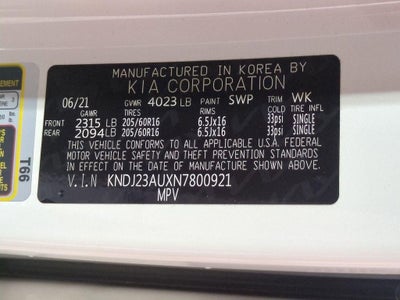 MANUFACTURED IN KOREA BY
KIA CORPORATION
06/21 GVWR 4023 LB PAINT SWP TRIM WK
GAWR TIRES RIMS COLD TIRE INFL
FRONT 2315 LB 205/60R16 6.5Jx16 33psi SINGLE
REAR 2094 LB 205/60R16 6.5Jx16 33psi SINGLE
THIS VEHICLE CONFORMS TO ALL APPLICABLE U.S.A. FEDERAL
MOTOR VEHICLE SAFETY AND THEFT PREVENTION STANDARDS
IN EFFECT ON THE DATE OF MANUFACTURE SHOWN ABOVE.
V.I.N KNDJ23AUXN7800921
MPV
T66